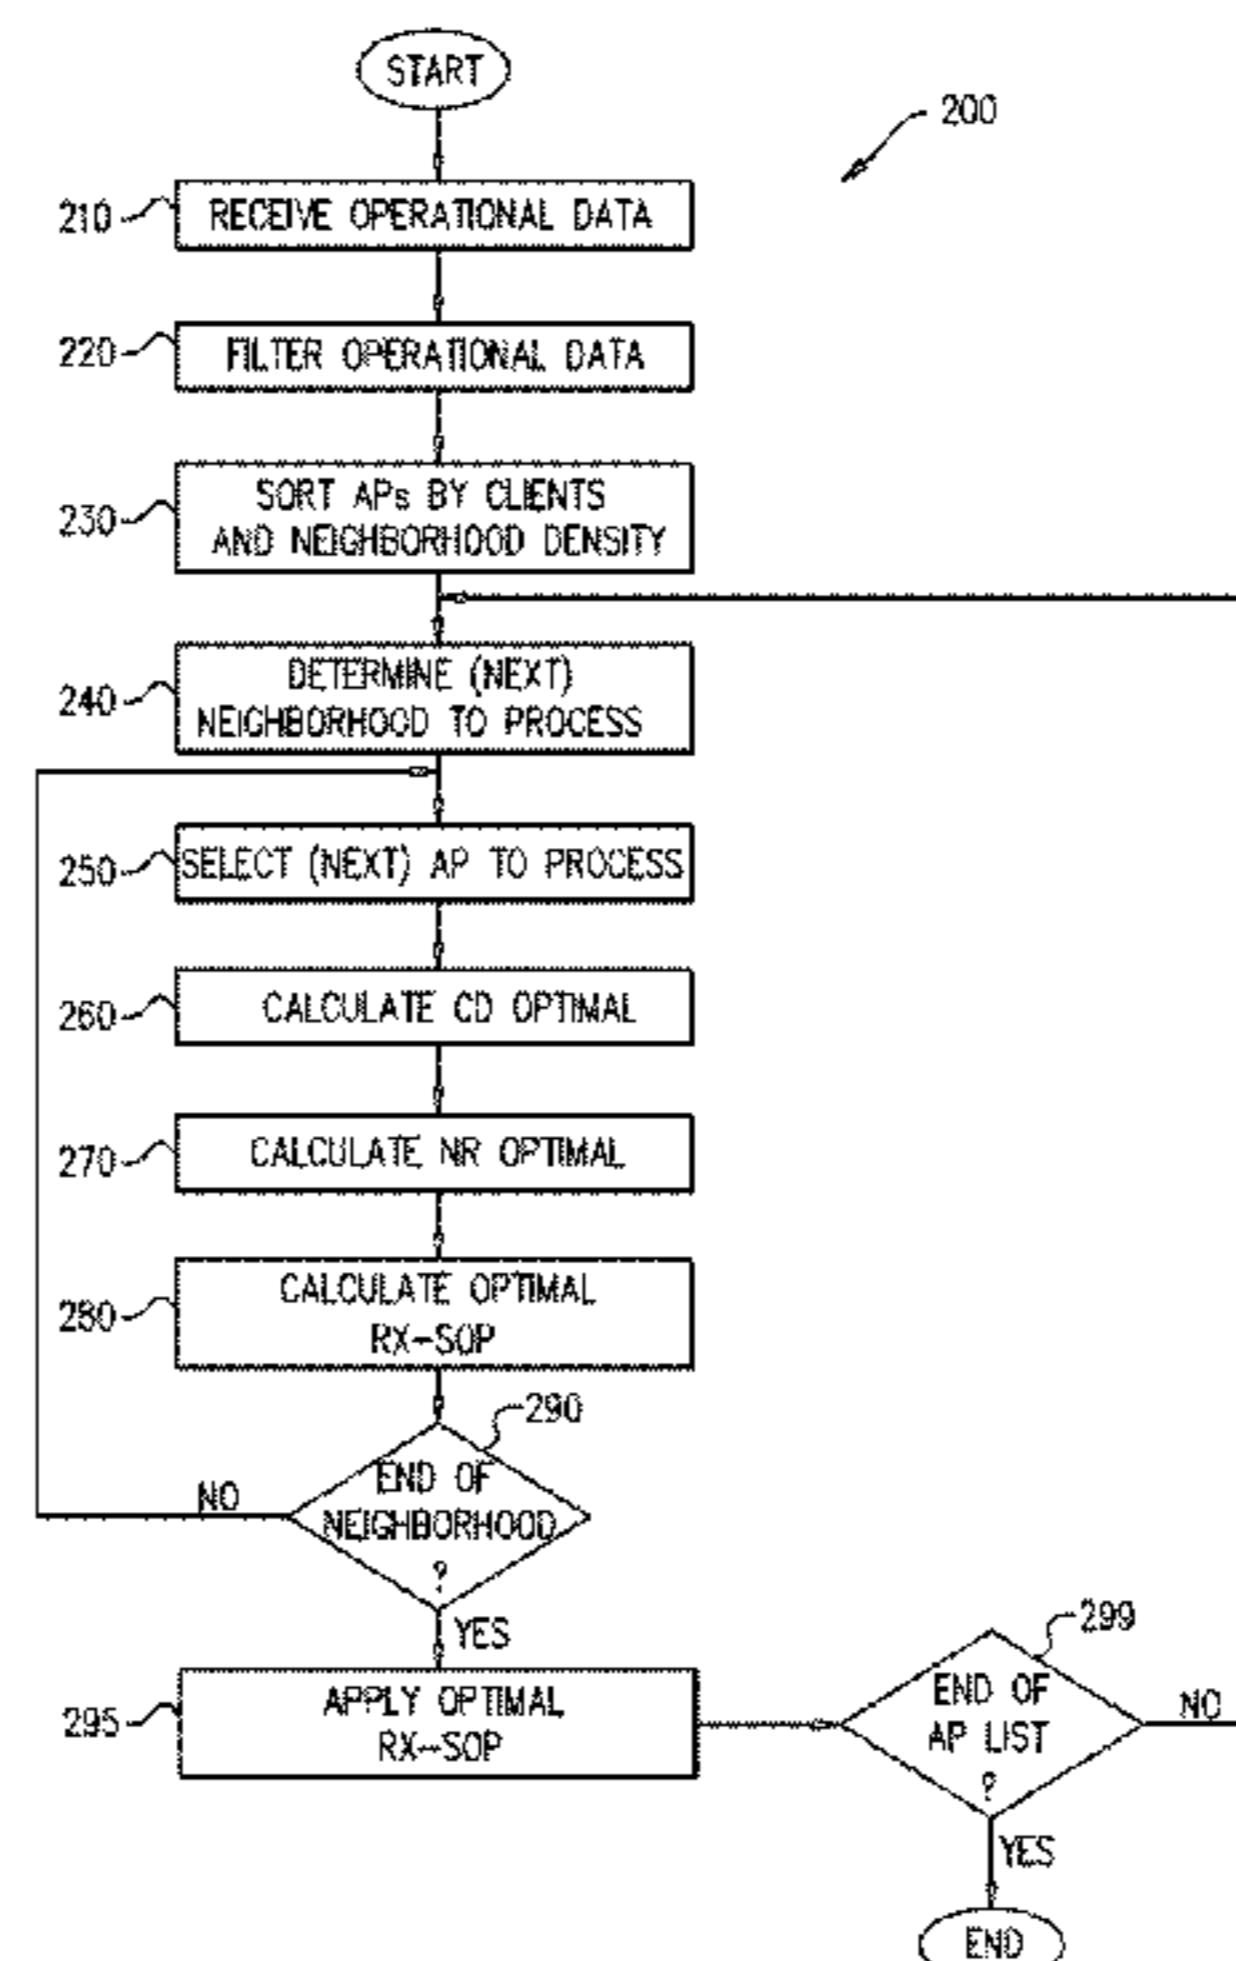 START
200
210
RECEIVE OPERATIONAL DATA
220
FILTER OPERATIONAL DATA
230
SORT APs BY CLIENTS
AND NEIGHBORHOOD DENSITY
240
DETERMINE (NEXT)
NEIGHBORHOOD TO PROCESS
250
SELECT (NEXT) AP TO PROCESS
260
CALCULATE CD OPTIMAL
270
CALCULATE NR OPTIMAL
280
CALCULATE OPTIMAL
RX-SOP
290
END OF
NEIGHBORHOOD
?
NO
YES
295
APPLY OPTIMAL
RX-SOP
299
END OF
AP LIST
?
NO
YES
END